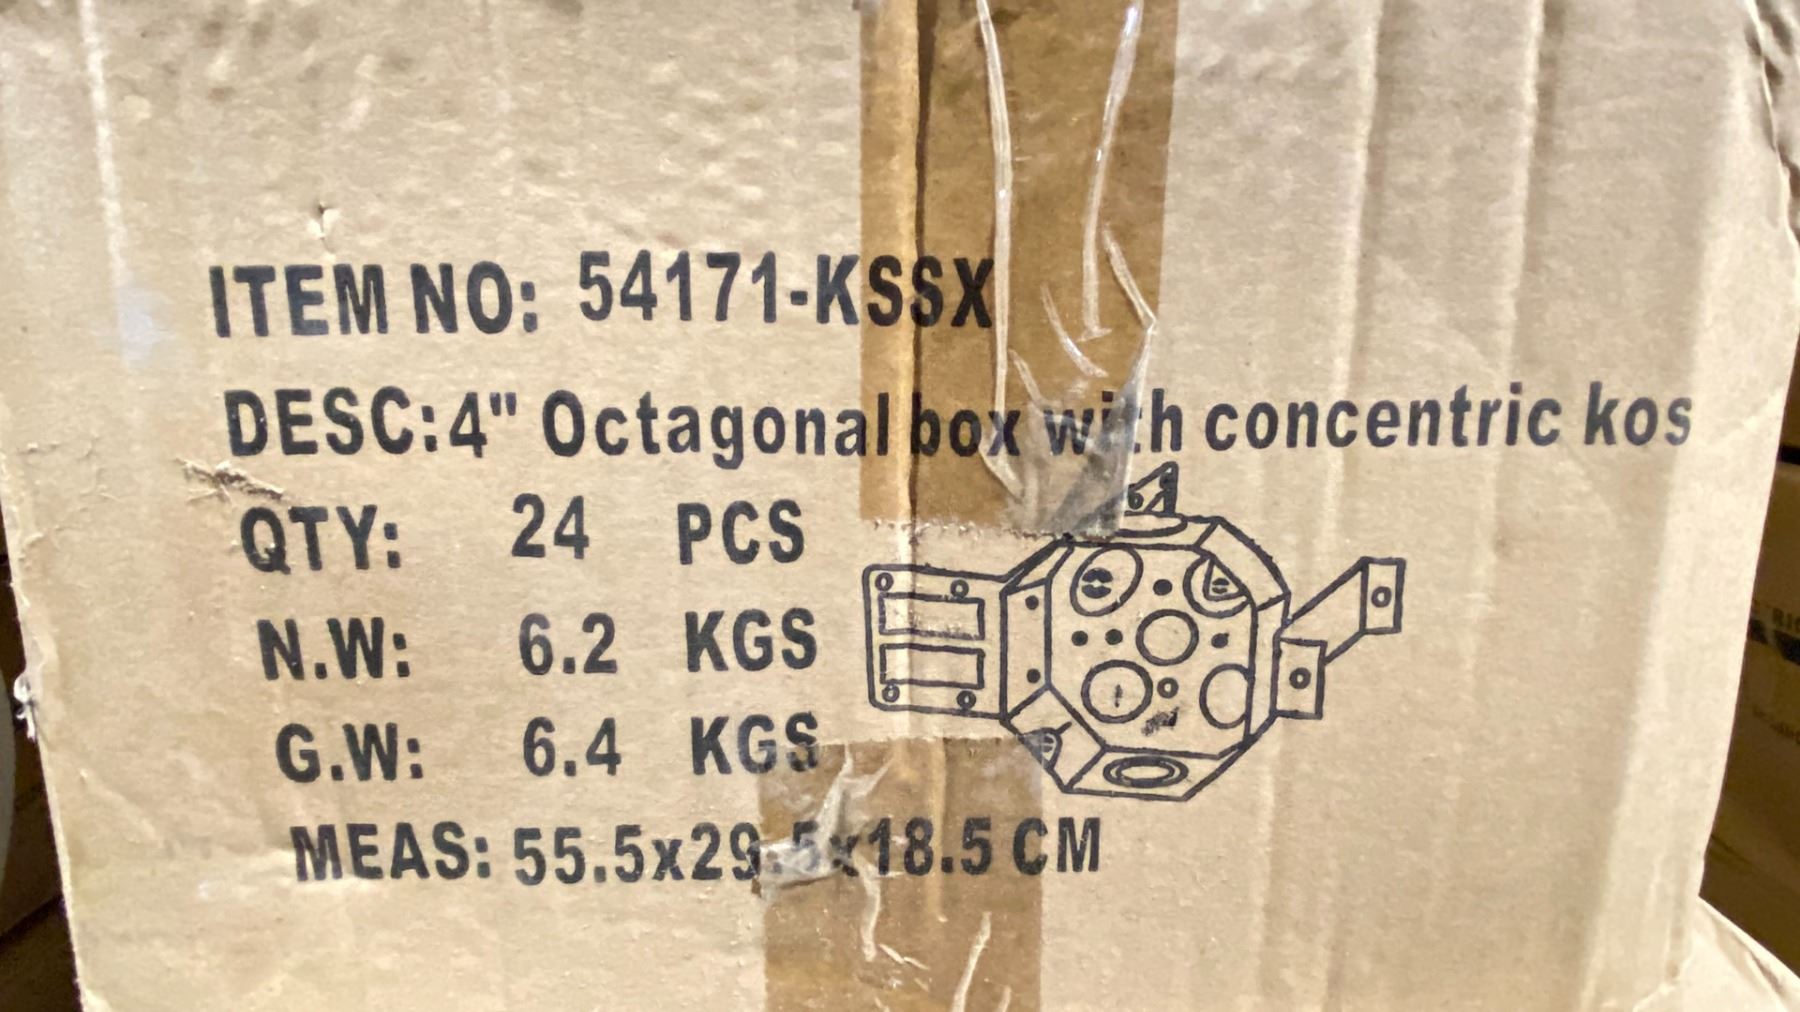 ITEM NO: 54171-KSSX
DESC: 4" Octagonal box with concentric kos
QTY: 24 PCS
N.W: 6.2 KGS
G.W: 6.4 KGS
MEAS: 55.5x29.5x18.5 CM